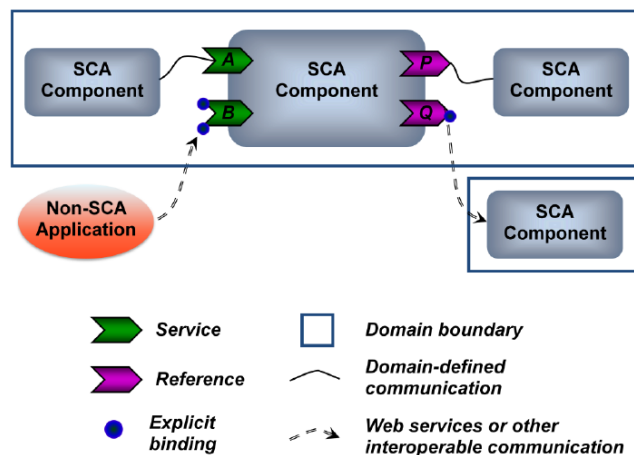 SCA
Component
A
B
SCA
Component
P
Q
SCA
Component
Non-SCA
Application
SCA
Component
Service
Domain boundary
Reference
Domain-defined
communication
Explicit
binding
Web services or other
interoperable communication